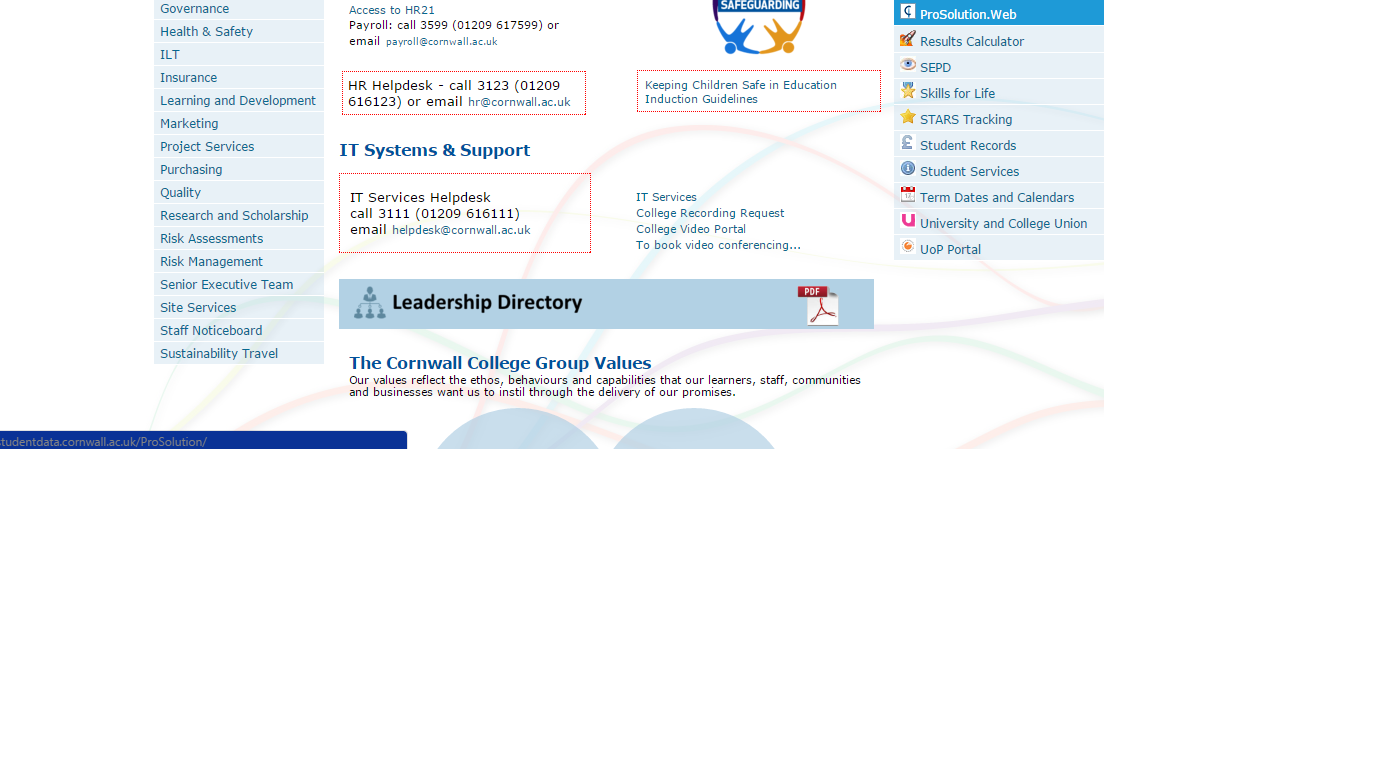 Governance
Health & Safety
ILT
Insurance
Learning and Development
Marketing
Project Services
Purchasing
Quality
Research and Scholarship
Risk Assessments
Risk Management
Senior Executive Team
Site Services
Staff Noticeboard
Sustainability Travel
Access to HR21
Payroll: call 3599 (01209 617599) or
email payroll@cornwall.ac.uk
HR Helpdesk - call 3123 (01209
616123) or email hr@cornwall.ac.uk
SAFEGUARDING
Keeping Children Safe in Education
Induction Guidelines
IT Systems & Support
IT Services Helpdesk
call 3111 (01209 616111)
email helpdesk@cornwall.ac.uk
IT Services
College Recording Request
College Video Portal
To book video conferencing...
Leadership Directory
PDF
The Cornwall College Group Values
Our values reflect the ethos, behaviours and capabilities that our learners, staff, communities
and businesses want us to instil through the delivery of our promises.
ProSolution.Web
Results Calculator
SEPD
Skills for Life
STARS Tracking
Student Records
Student Services
Term Dates and Calendars
University and College Union
UoP Portal
tudentdata.cornwall.ac.uk/ProSolution/